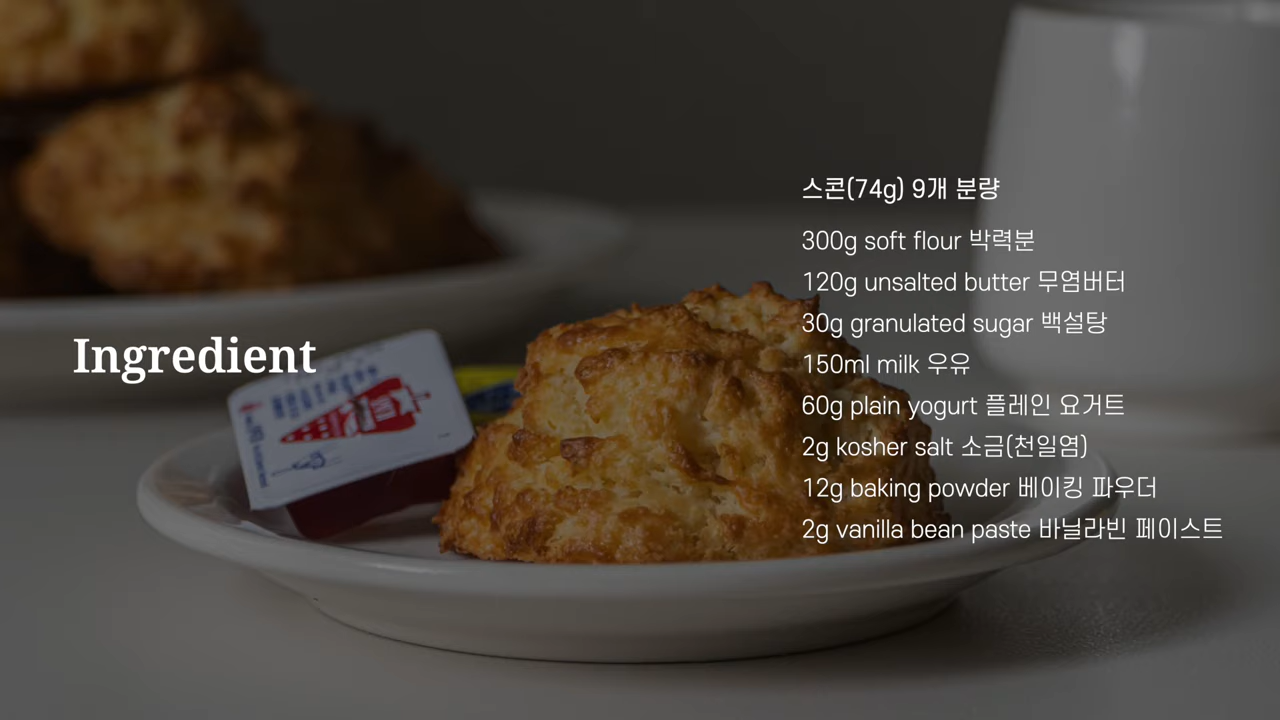 Ingredient
스콘(74g) 9개 분량
300g soft flour 박력분
120g unsalted butter 무염버터
30g granulated sugar 백설탕
150ml milk 우유
60g plain yogurt 플레인 요거트
2g kosher salt 소금(천일염)
12g baking powder 베이킹 파우더
2g vanilla bean paste 바닐라빈 페이스트